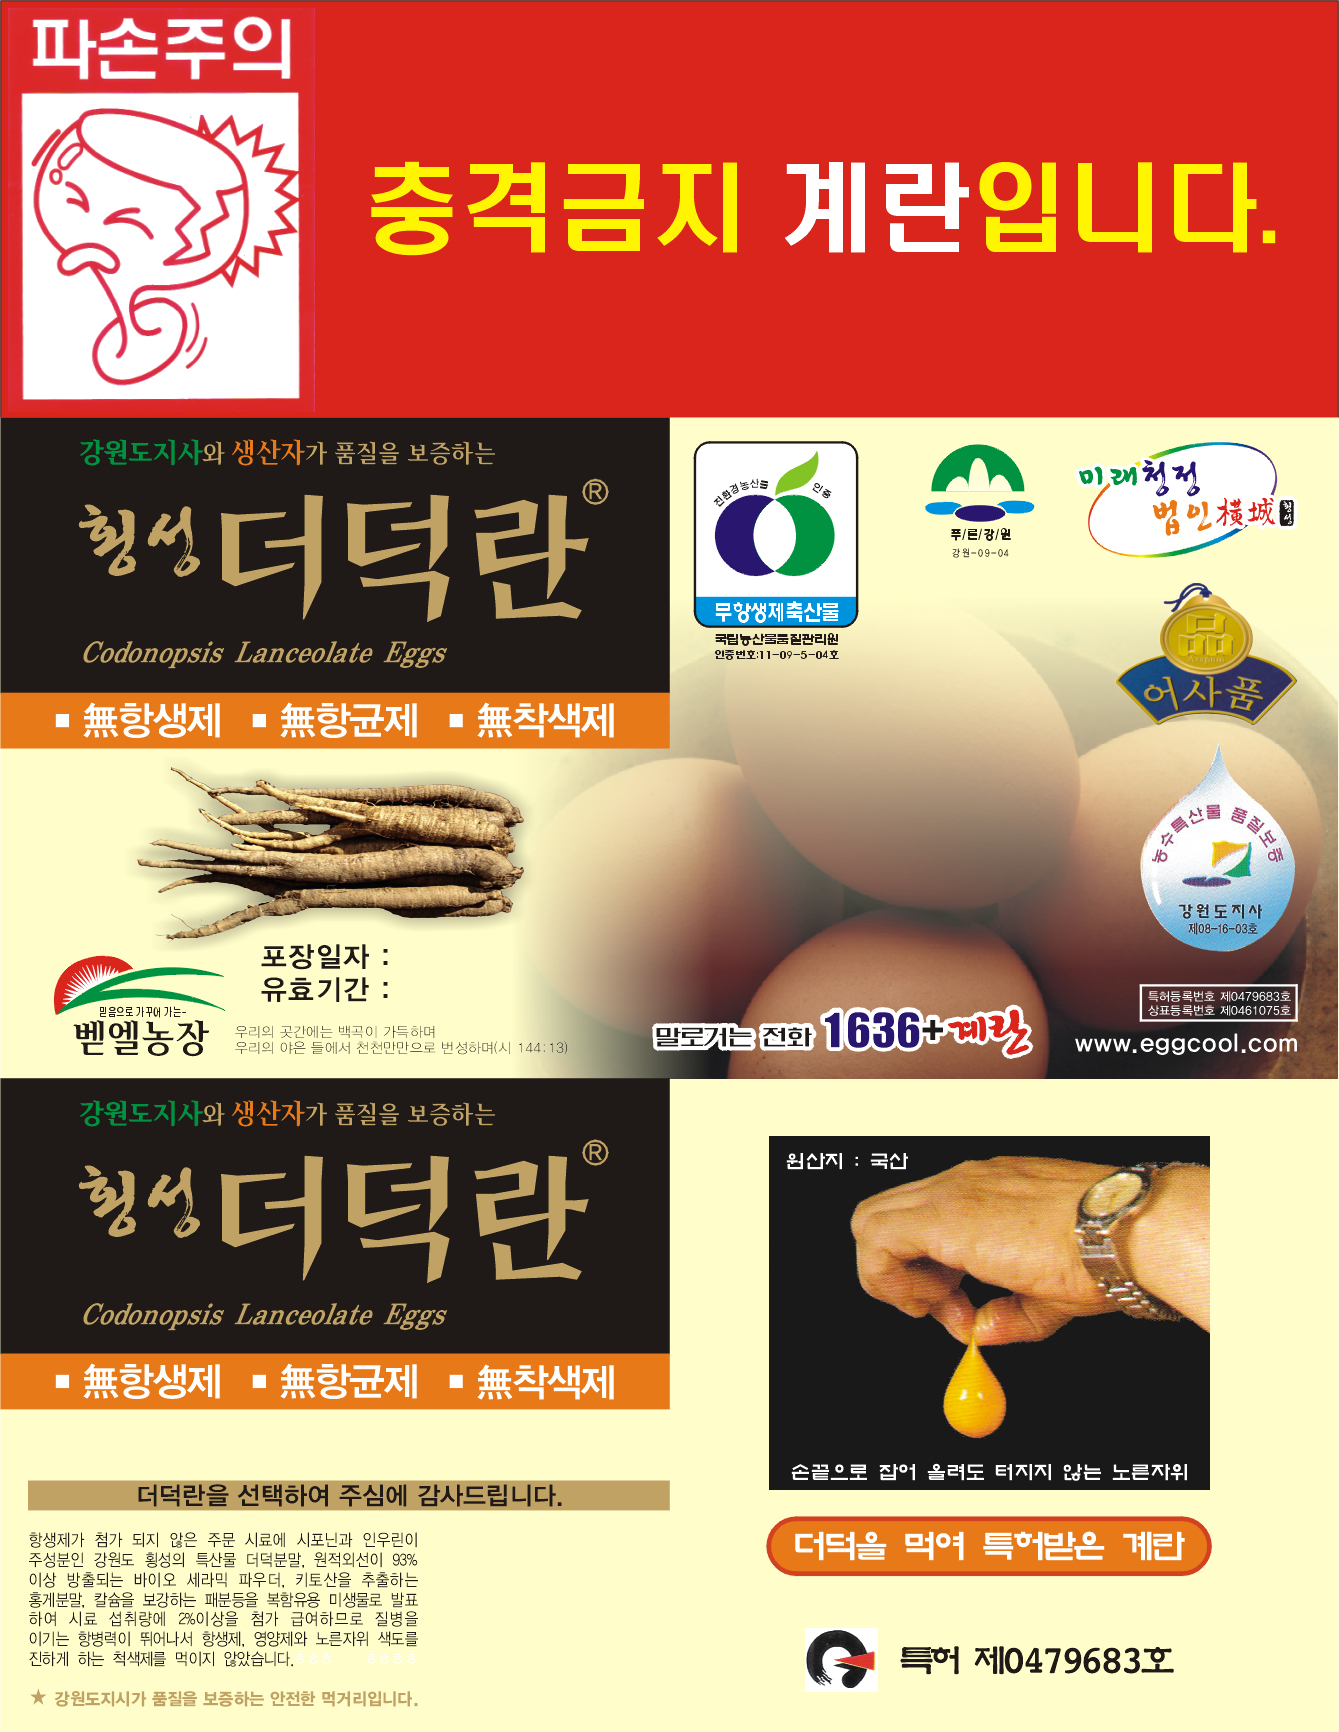 파손주의
충격금지 계란입니다.
강원도지사와 생산자가 품질을 보증하는
횡성 더덕란®
Codonopsis Lanceolate Eggs
▪ 無항생제 ▪ 無항균제 ▪ 無착색제
친환경농산물 인증
무항생제축산물
국립농산물품질관리원
인증번호:11-09-5-04호
푸/른/강/원
강원-09-04
미래청정
법인橫城 횡성
品
어사품
농수특산물 품질보증
강원도지사
제08-16-03호
포장일자 :
유효기간 :
믿음으로 가꾸어 가는-
벧엘농장
우리의 곳간에는 백곡이 가득하며
우리의 야은 들에서 천천만만으로 번성하며(시 144:13)
말로거는 전화 1636+계란
특허등록번호 제0479683호
상표등록번호 제0461075호
www.eggcool.com
강원도지사와 생산자가 품질을 보증하는
횡성 더덕란®
Codonopsis Lanceolate Eggs
▪ 無항생제 ▪ 無항균제 ▪ 無착색제
원산지 : 국산
손끝으로 잡어 올려도 터지지 않는 노른자위
더덕을 먹여 특허받은 계란
특허 제0479683호
더덕란을 선택하여 주심에 감사드립니다.
항생제가 첨가 되지 않은 주문 시료에 시포닌과 인우린이
주성분인 강원도 횡성의 특산물 더덕분말, 원적외선이 93%
이상 방출되는 바이오 세라믹 파우더, 키토산을 추출하는
홍게분말, 칼슘을 보강하는 패분등을 복합유용 미생물로 발표
하여 시료 섭취량에 2%이상을 첨가 급여하므로 질병을
이기는 항병력이 뛰어나서 항생제, 영양제와 노른자위 색도를
진하게 하는 척색제를 먹이지 않았습니다.
★ 강원도지시가 품질을 보증하는 안전한 먹거리입니다.